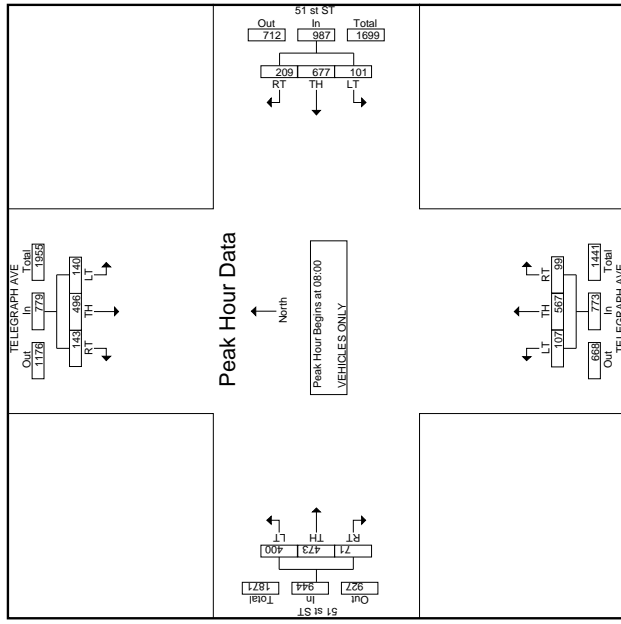 51 st ST
Out In Total
712 987 1699
209 677 101
RT TH LT
TELEGRAPH AVE
Out In Total
1176 779 1955
143 496 140
RT TH LT
Peak Hour Data
North
Peak Hour Begins at 08:00
VEHICLES ONLY
LT TH RT
107 567 99
Out In Total
668 773 1441
TELEGRAPH AVE
LT TH RT
400 473 71
Total In Out
1871 944 927
51 st ST